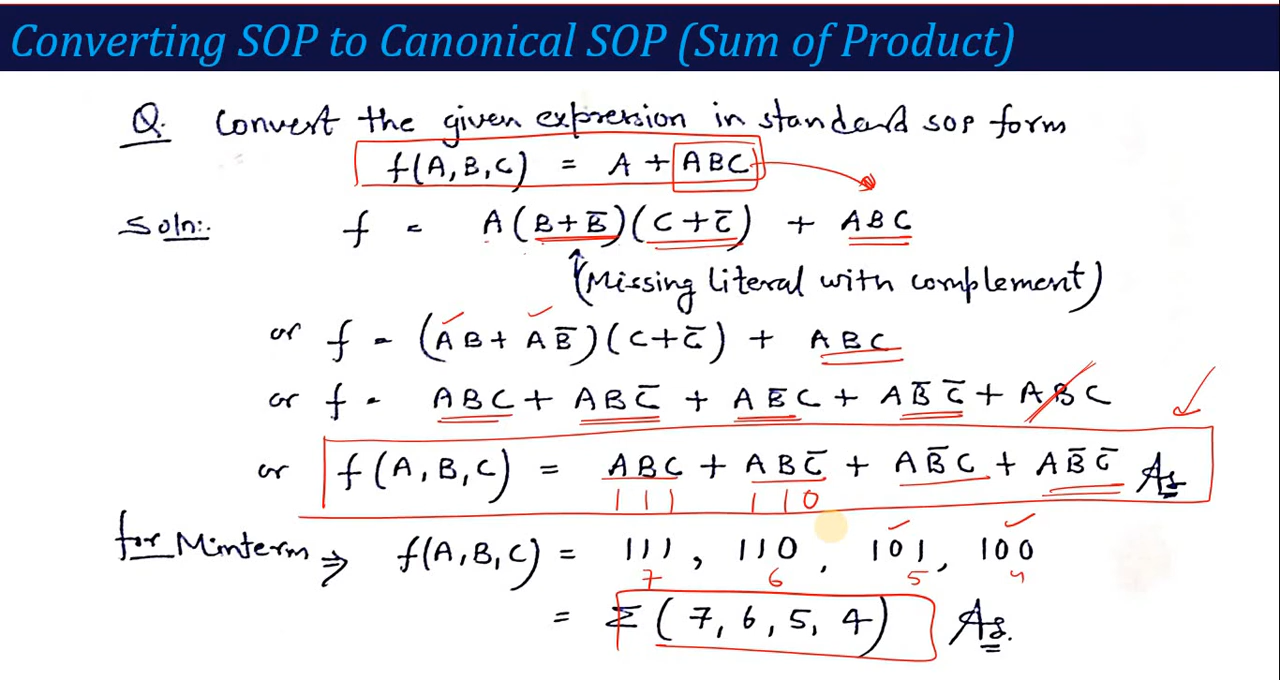 Converting SOP to Canonical SOP (Sum of Product)
Q. Convert the given expression in standard SOP form
f(A,B,C) = A + ABC
Soln:. f = A(B+B̅)(C+C̅) + ABC
(Missing literal with complement)
or f = (AB + AB̅)(C+C̅) + ABC
or f = ABC + ABC̅ + AB̅C + AB̅C̅ + ABC
or f(A,B,C) = ABC + ABC̅ + AB̅C + AB̅C̅ As
111 110
for Minterm ⇒ f(A,B,C) = 111, 110, 101, 100
7 6 5 4
= Σ(7, 6, 5, 4) As.